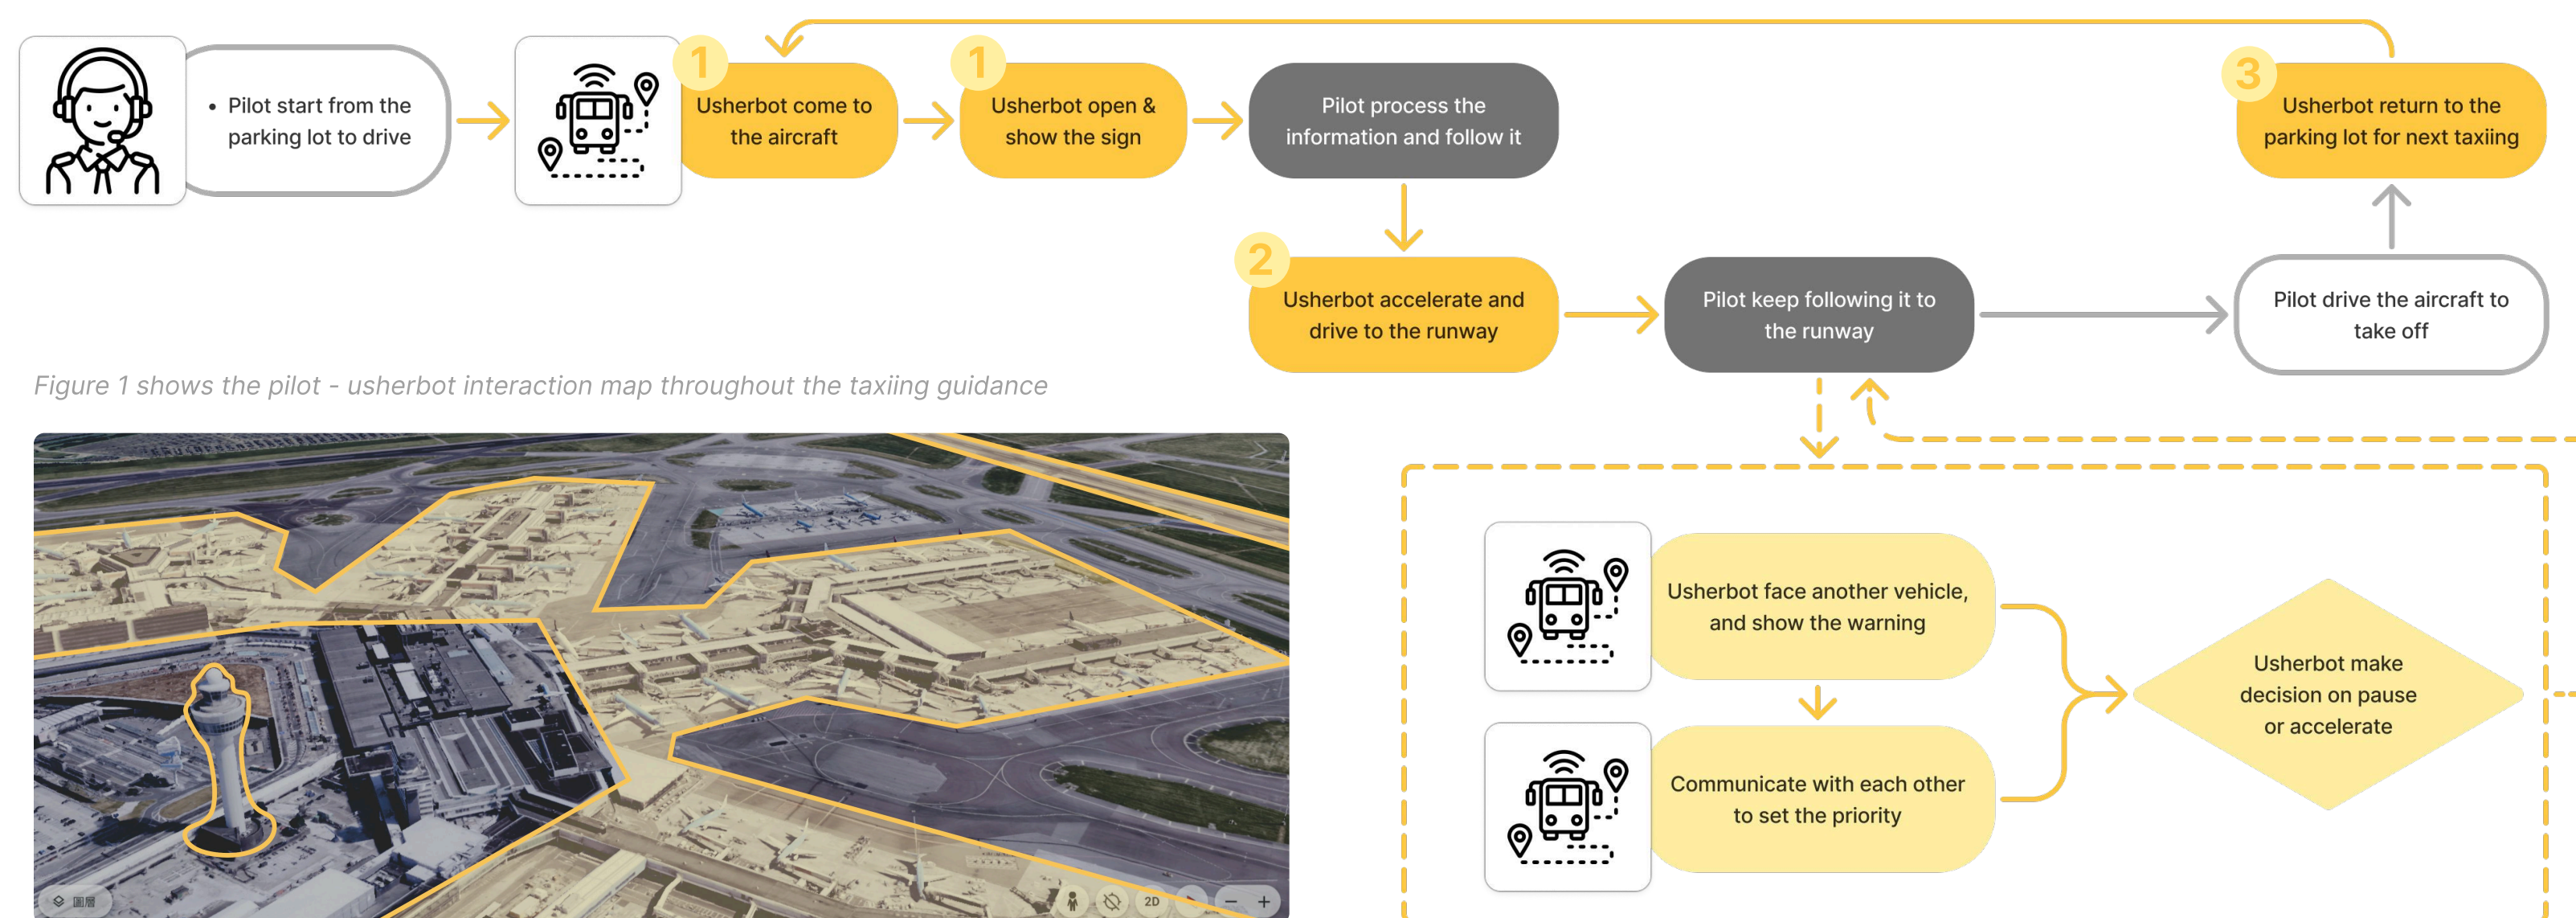 • Pilot start from the
parking lot to drive
1
Usherbot come to
the aircraft
1
Usherbot open &
show the sign
Pilot process the
information and follow it
3
Usherbot return to the
parking lot for next taxiing
2
Usherbot accelerate and
drive to the runway
Pilot keep following it to
the runway
Pilot drive the aircraft to
take off
Figure 1 shows the pilot - usherbot interaction map throughout the taxiing guidance
Usherbot face another vehicle,
and show the warning
Communicate with each other
to set the priority
Usherbot make
decision on pause
or accelerate
圖層
2D